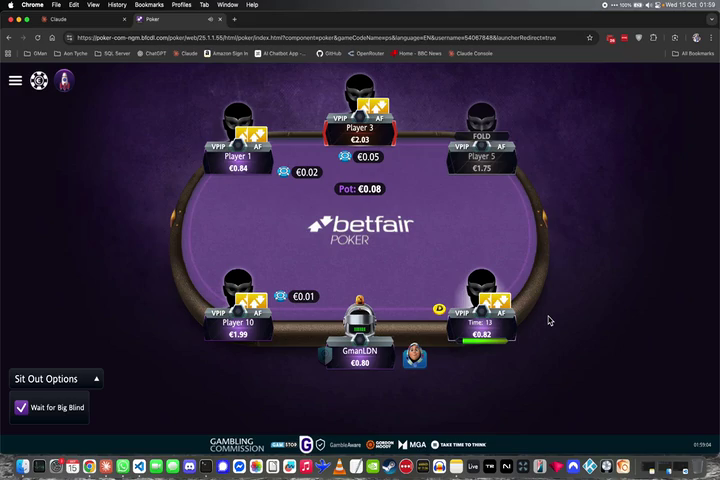 Chrome File Edit View History Bookmarks Profiles Tab Window Help
100% Wed 15 Oct 01:59
Claude
Poker
https://poker-com-ngm.bfcdl.com/poker/web/25.1.1.55/html/poker/index.html?component=poker&gameCodeName=ps&language=EN&username=54067848&launcherRedirect=true
GMan Aon Tyche SQL Server ChatGPT Claude Amazon Sign In AI Chatbot App -... GitHub OpenRouter Home - BBC News Claude Console
All Bookmarks
VPIP AF
Player 3
€2.03
VPIP AF
Player 1
€0.84
FOLD
VPIP AF
Player 5
€1.75
€0.05
€0.02
Pot: €0.08
betfair
POKER
€0.01
VPIP AF
Player 10
€1.99
D
VPIP AF
Time: 13
€0.82
GmanLDN
€0.80
Sit Out Options
Wait for Big Blind
GAMBLING
COMMISSION
GAMSTOP
GambleAware
GORDON
MOODY
MGA
TAKE TIME TO THINK
01:59:04